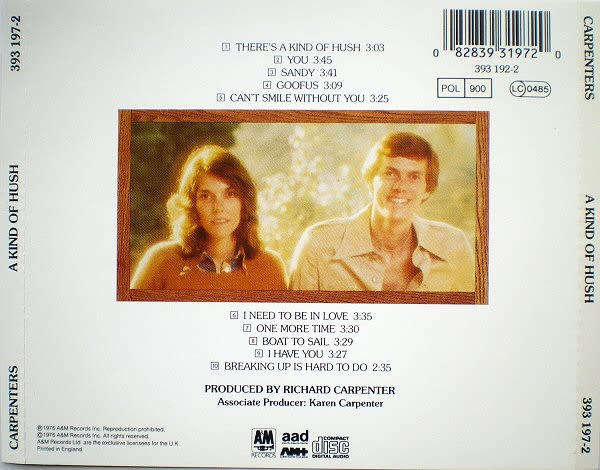 393 197-2
A KIND OF HUSH
CARPENTERS
1 THERE'S A KIND OF HUSH 3:03
2 YOU 3:45
3 SANDY 3:41
4 GOOFUS 3:09
5 CAN'T SMILE WITHOUT YOU 3:25
0 82839 31972 0
393 192-2
POL 900
LC 0485
6 I NEED TO BE IN LOVE 3:35
7 ONE MORE TIME 3:30
8 BOAT TO SAIL 3:29
9 I HAVE YOU 3:27
10 BREAKING UP IS HARD TO DO 2:35
PRODUCED BY RICHARD CARPENTER
Associate Producer: Karen Carpenter
℗1976 A&M Records Inc. Reproduction prohibited.
©1976 A&M Records Inc. All rights reserved.
A&M Records Ltd. are the exclusive licensees for the U.K.
Printed in England.
A&M
RECORDS
aad
AM+
COMPACT
disc
DIGITAL AUDIO
CARPENTERS
A KIND OF HUSH
393 197-2